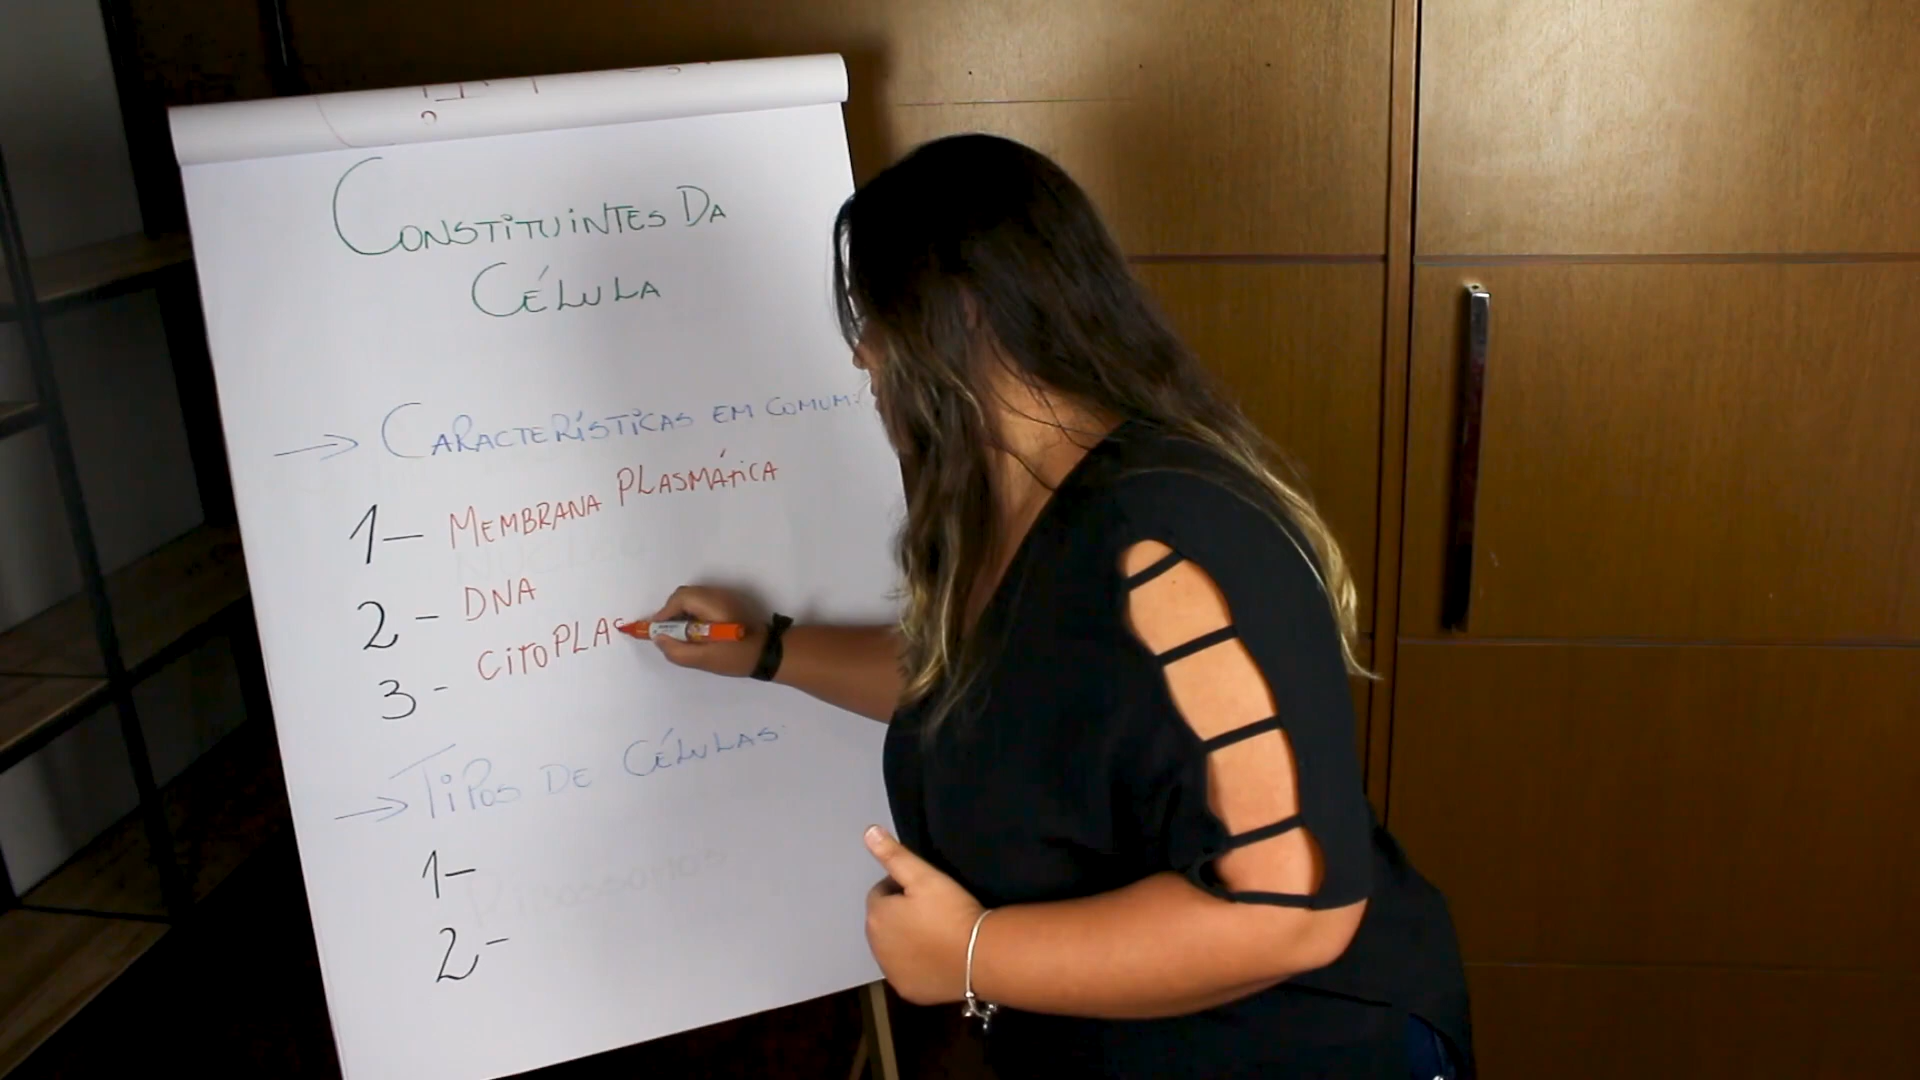 CONSTITUINTES DA
CÉLULA
→ CARACTERÍSTICAS EM COMUM:
1- MEMBRANA PLASMÁTICA
2- DNA
3- CITOPLAS
→ TIPOS DE CÉLULAS:
1-
2-